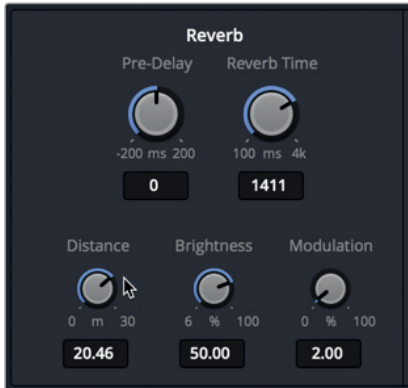 Reverb
Pre-Delay Reverb Time
-200 ms 200 100 ms 4k
0 1411
Distance Brightness Modulation
0 m 30 6 % 100 0 % 100
20.46 50.00 2.00